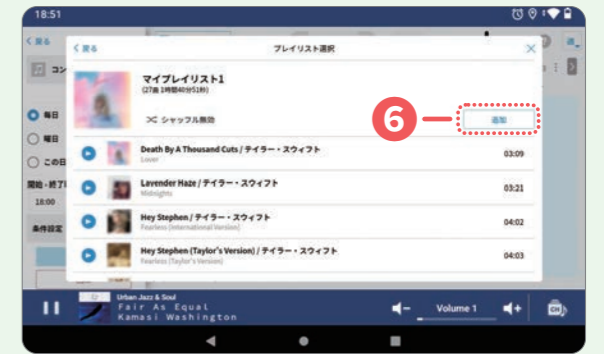 18:51
< 戻る
< 戻る
プレイリスト選択
×
マイプレイリスト1
(27曲 1時間40分51秒)
シャッフル無効
6
追加
毎日
曜日
この日
開始・終了
18:00
条件設定
Death By A Thousand Cuts / テイラー・スウィフト
Lover
03:09
Lavender Haze / テイラー・スウィフト
Midnights
03:21
Hey Stephen / テイラー・スウィフト
Fearless (International Version)
04:02
Hey Stephen (Taylor's Version) / テイラー・スウィフト
Fearless (Taylor's Version)
04:03
Urban Jazz & Soul
Fair As Equal
Kamasi Washington
Volume 1
CH